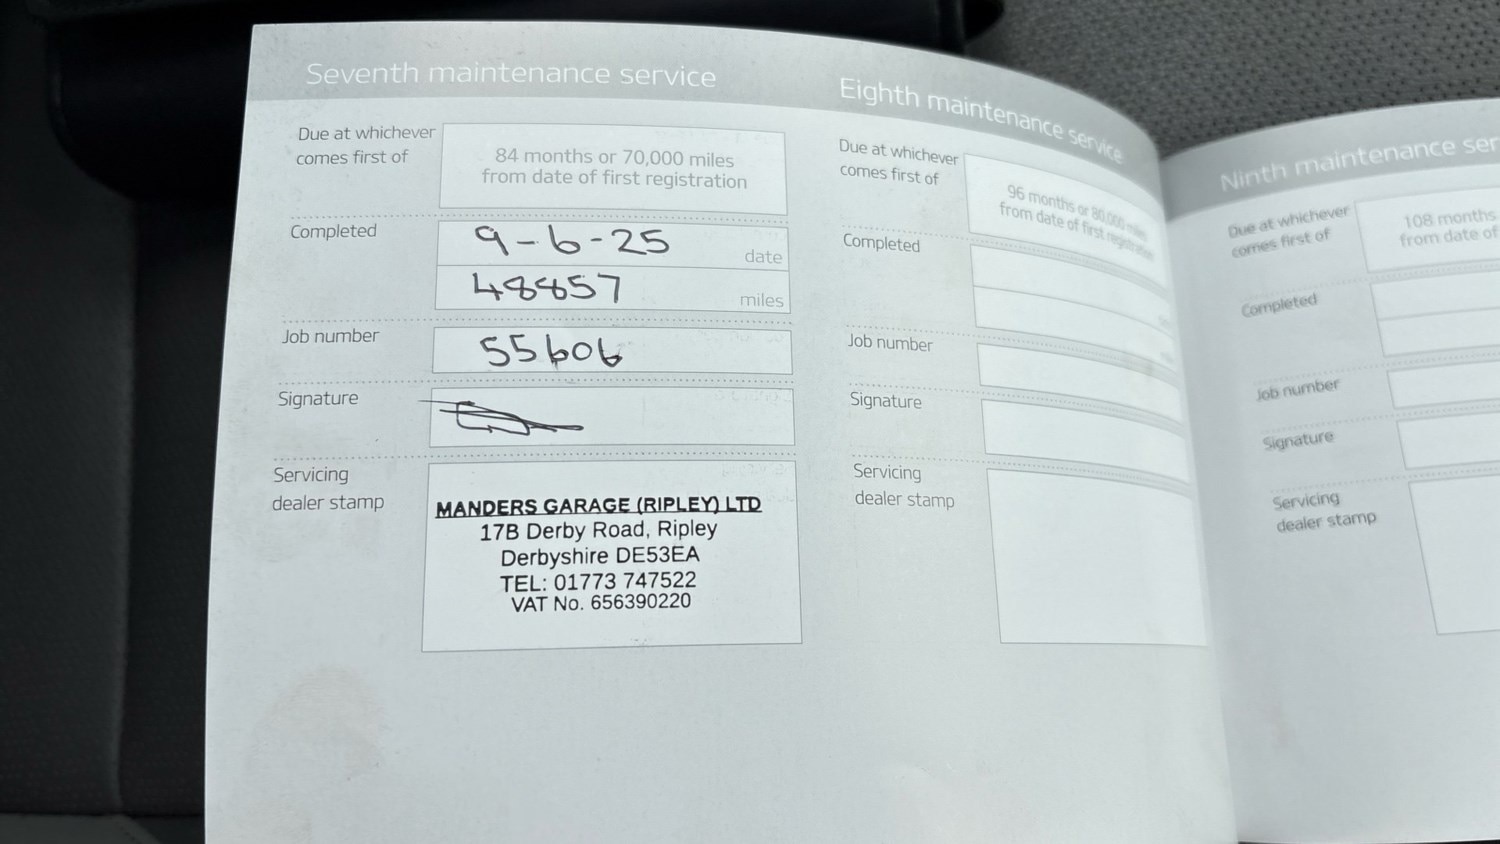 Seventh maintenance service
Due at whichever
comes first of
84 months or 70,000 miles
from date of first registration
Completed
9-6-25
date
48857
miles
Job number
55606
Signature
Servicing
dealer stamp
MANDERS GARAGE (RIPLEY) LTD
17B Derby Road, Ripley
Derbyshire DE53EA
TEL: 01773 747522
VAT No. 656390220
Eighth maintenance service
Due at whichever
comes first of
96 months or 80,000 miles
from date of first registration
Completed
Job number
Signature
Servicing
dealer stamp
Ninth maintenance ser
Due at whichever
comes first of
108 months
from date of
Completed
Job number
Signature
Servicing
dealer stamp